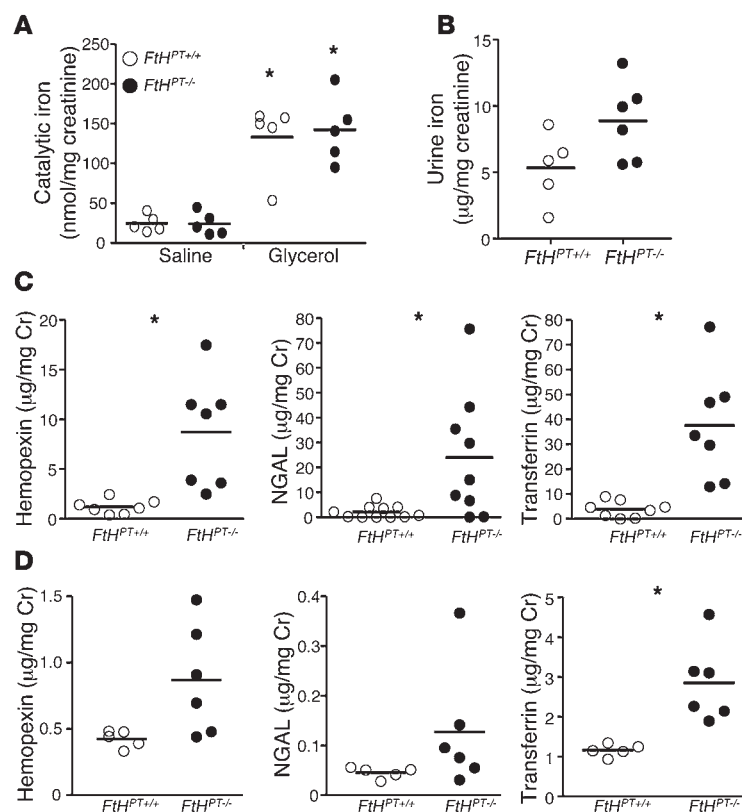 A
Catalytic iron
(nmol/mg creatinine)
250
200
150
100
50
0
FtH^PT+/+
FtH^PT-/-
*
*
Saline
Glycerol
B
Urine iron
(µg/mg creatinine)
15
10
5
0
FtH^PT+/+
FtH^PT-/-
C
Hemopexin (µg/mg Cr)
20
15
10
5
0
*
FtH^PT+/+
FtH^PT-/-
NGAL (µg/mg Cr)
80
70
60
50
40
30
20
10
0
*
FtH^PT+/+
FtH^PT-/-
Transferrin (µg/mg Cr)
80
70
60
50
40
30
20
10
0
*
FtH^PT+/+
FtH^PT-/-
D
Hemopexin (µg/mg Cr)
1.5
1.0
0.5
0
FtH^PT+/+
FtH^PT-/-
NGAL (µg/mg Cr)
0.4
0.3
0.2
0.1
0
FtH^PT+/+
FtH^PT-/-
Transferrin (µg/mg Cr)
5
4
3
2
1
0
*
FtH^PT+/+
FtH^PT-/-